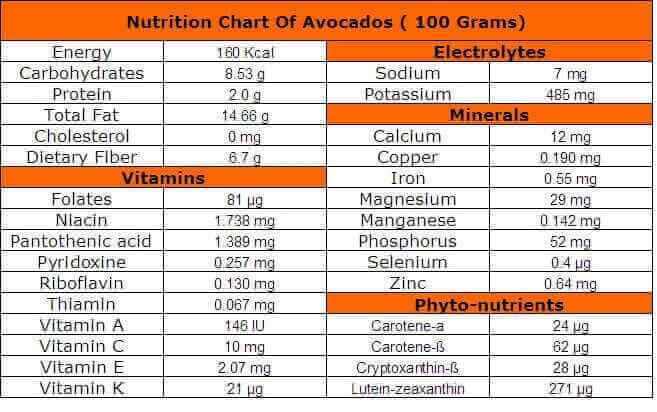 Nutrition Chart Of Avocados ( 100 Grams)
Energy 160 Kcal
Carbohydrates 8.53 g
Protein 2.0 g
Total Fat 14.66 g
Cholesterol 0 mg
Dietary Fiber 6.7 g
Vitamins
Folates 81 µg
Niacin 1.738 mg
Pantothenic acid 1.389 mg
Pyridoxine 0.257 mg
Riboflavin 0.130 mg
Thiamin 0.067 mg
Vitamin A 146 IU
Vitamin C 10 mg
Vitamin E 2.07 mg
Vitamin K 21 µg
Electrolytes
Sodium 7 mg
Potassium 485 mg
Minerals
Calcium 12 mg
Copper 0.190 mg
Iron 0.55 mg
Magnesium 29 mg
Manganese 0.142 mg
Phosphorus 52 mg
Selenium 0.4 µg
Zinc 0.64 mg
Phyto-nutrients
Carotene-a 24 µg
Carotene-ß 62 µg
Cryptoxanthin-ß 28 µg
Lutein-zeaxanthin 271 µg